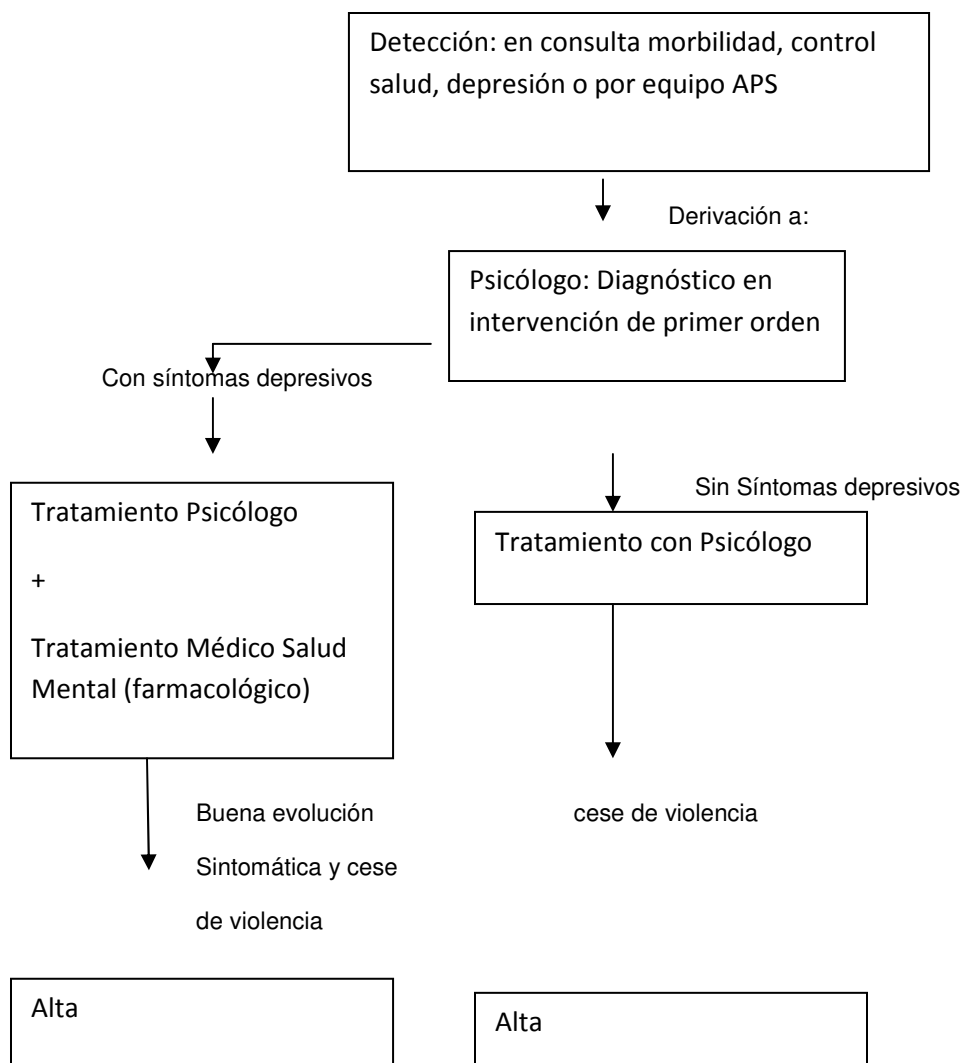 Detección: en consulta morbilidad, control
salud, depresión o por equipo APS
Derivación a:
Psicólogo: Diagnóstico en
intervención de primer orden
Con síntomas depresivos
Sin Síntomas depresivos
Tratamiento Psicólogo
+
Tratamiento Médico Salud
Mental (farmacológico)
Tratamiento con Psicólogo
Buena evolución
Sintomática y cese
de violencia
cese de violencia
Alta
Alta